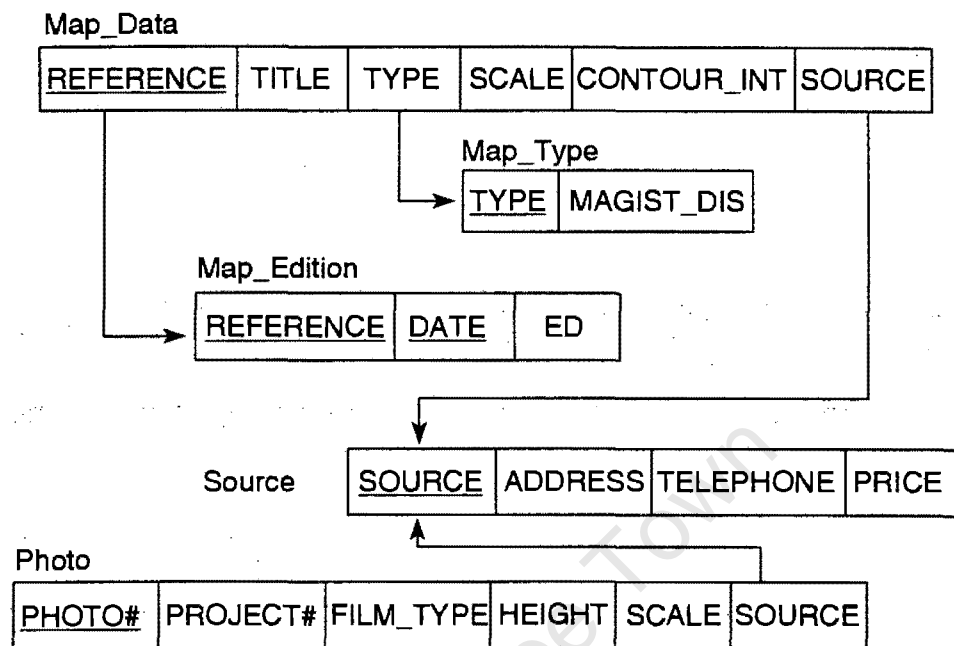 Map_Data
REFERENCE TITLE TYPE SCALE CONTOUR_INT SOURCE
Map_Type
TYPE MAGIST_DIS
Map_Edition
REFERENCE DATE ED
Source SOURCE ADDRESS TELEPHONE PRICE
Photo
PHOTO# PROJECT# FILM_TYPE HEIGHT SCALE SOURCE
Town